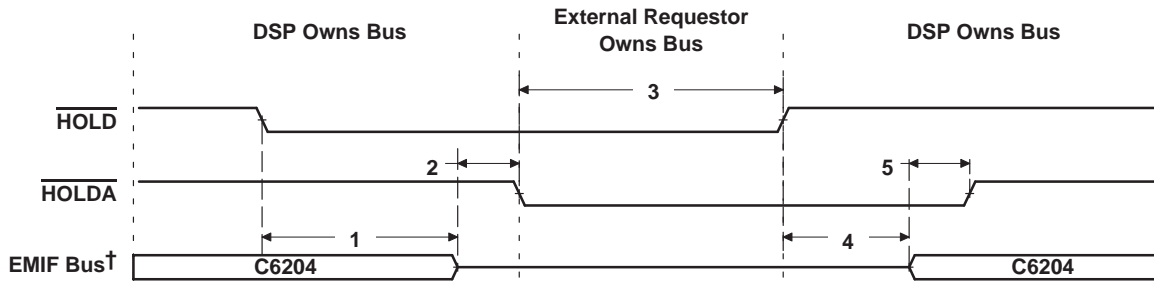 DSP Owns Bus
External Requestor
Owns Bus
DSP Owns Bus
3
HOLD
2
5
HOLDA
1
4
EMIF Bus†
C6204
C6204